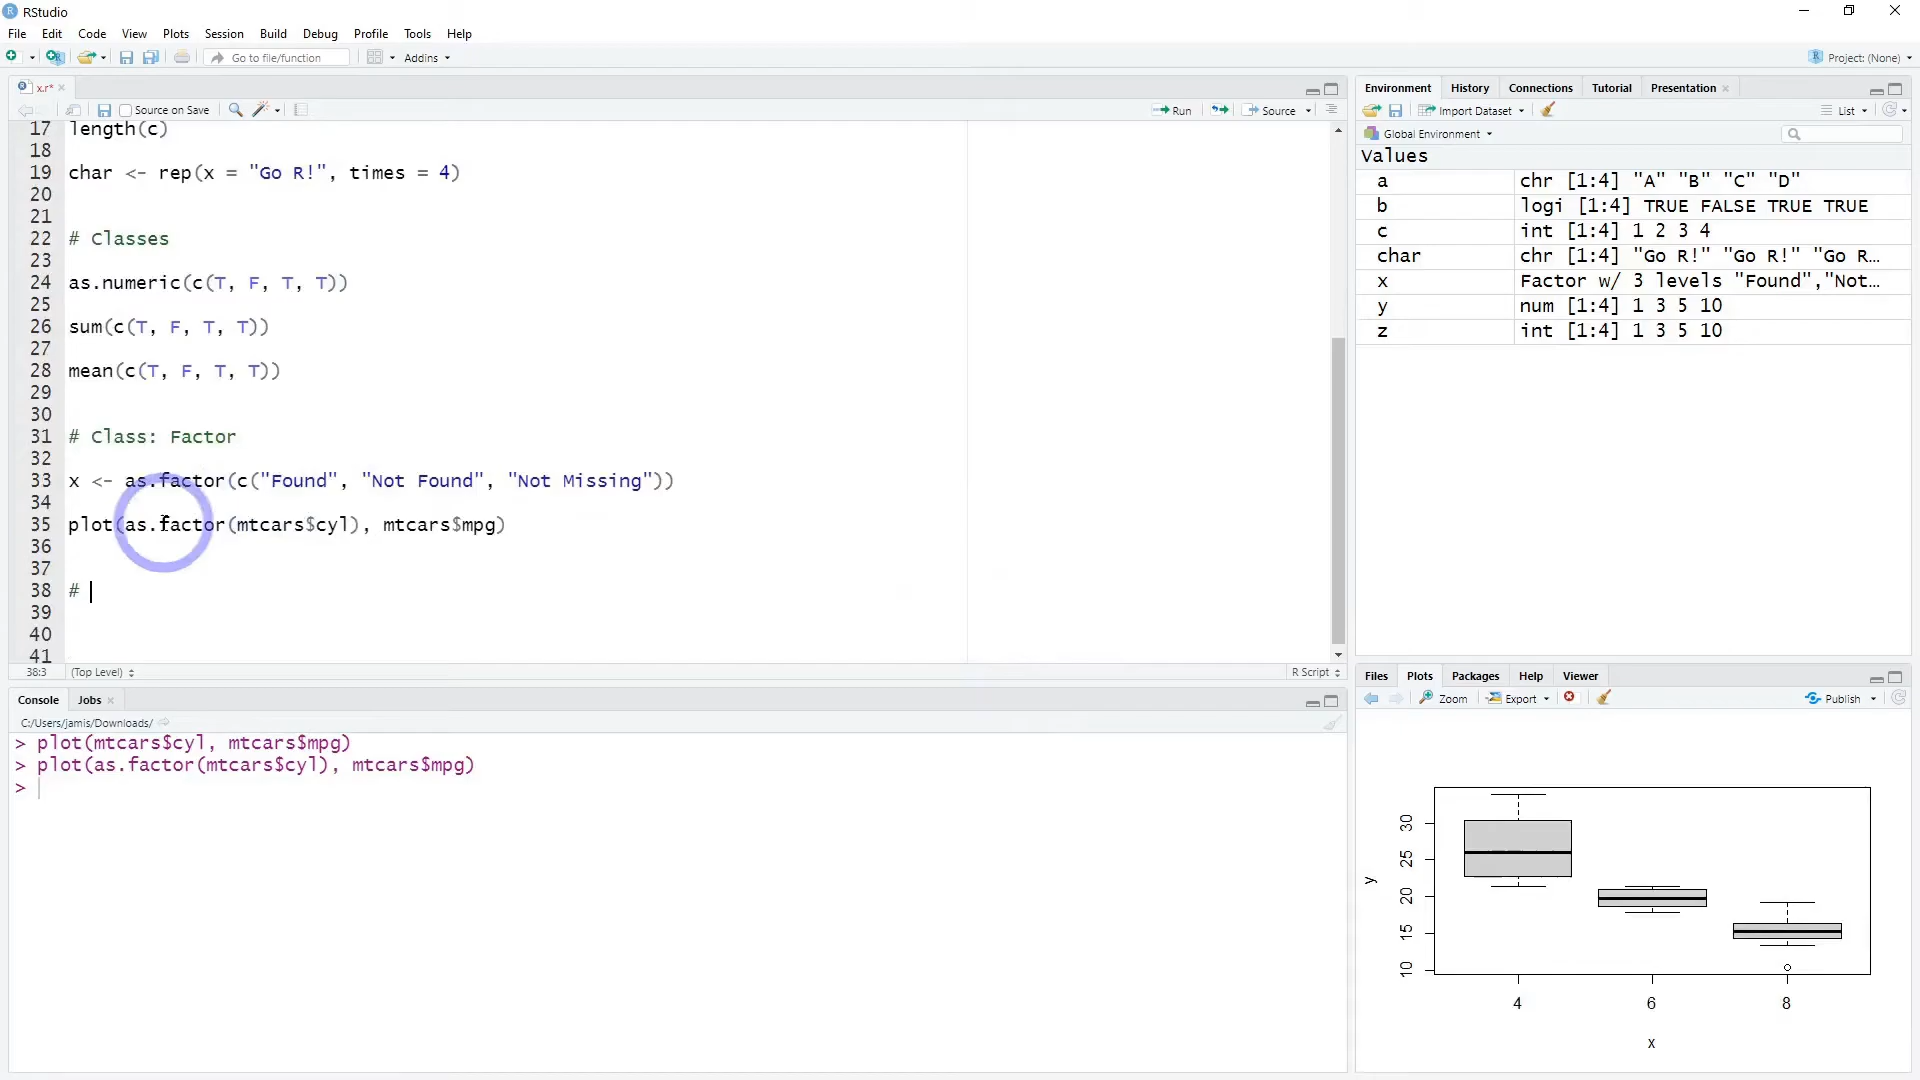 RStudio
File Edit Code View Plots Session Build Debug Profile Tools Help
Go to file/function Addins Project: (None)
x.r*
Source on Save Run Source
17 length(c)
18
19 char <- rep(x = "Go R!", times = 4)
20
21
22 # Classes
23
24 as.numeric(c(T, F, T, T))
25
26 sum(c(T, F, T, T))
27
28 mean(c(T, F, T, T))
29
30
31 # Class: Factor
32
33 x <- as.factor(c("Found", "Not Found", "Not Missing"))
34
35 plot(as.factor(mtcars$cyl), mtcars$mpg)
36
37
38 #
39
40
41
38:3 (Top Level) R Script
Console Jobs
C:/Users/jamis/Downloads/
> plot(mtcars$cyl, mtcars$mpg)
> plot(as.factor(mtcars$cyl), mtcars$mpg)
>
Environment History Connections Tutorial Presentation
Import Dataset List
Global Environment
Values
a chr [1:4] "A" "B" "C" "D"
b logi [1:4] TRUE FALSE TRUE TRUE
c int [1:4] 1 2 3 4
char chr [1:4] "Go R!" "Go R!" "Go R…
x Factor w/ 3 levels "Found","Not…
y num [1:4] 1 3 5 10
z int [1:4] 1 3 5 10
Files Plots Packages Help Viewer
Zoom Export Publish
30
25
20
15
10
y
4 6 8
x